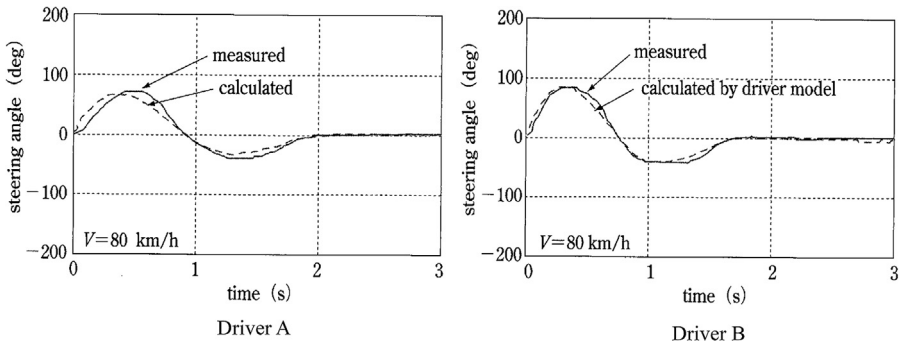 200
100
0
−100
−200
steering angle (deg)
measured
calculated
V=80 km/h
0
1
2
3
time (s)
Driver A
200
100
0
−100
−200
steering angle (deg)
measured
calculated by driver model
V=80 km/h
0
1
2
3
time (s)
Driver B